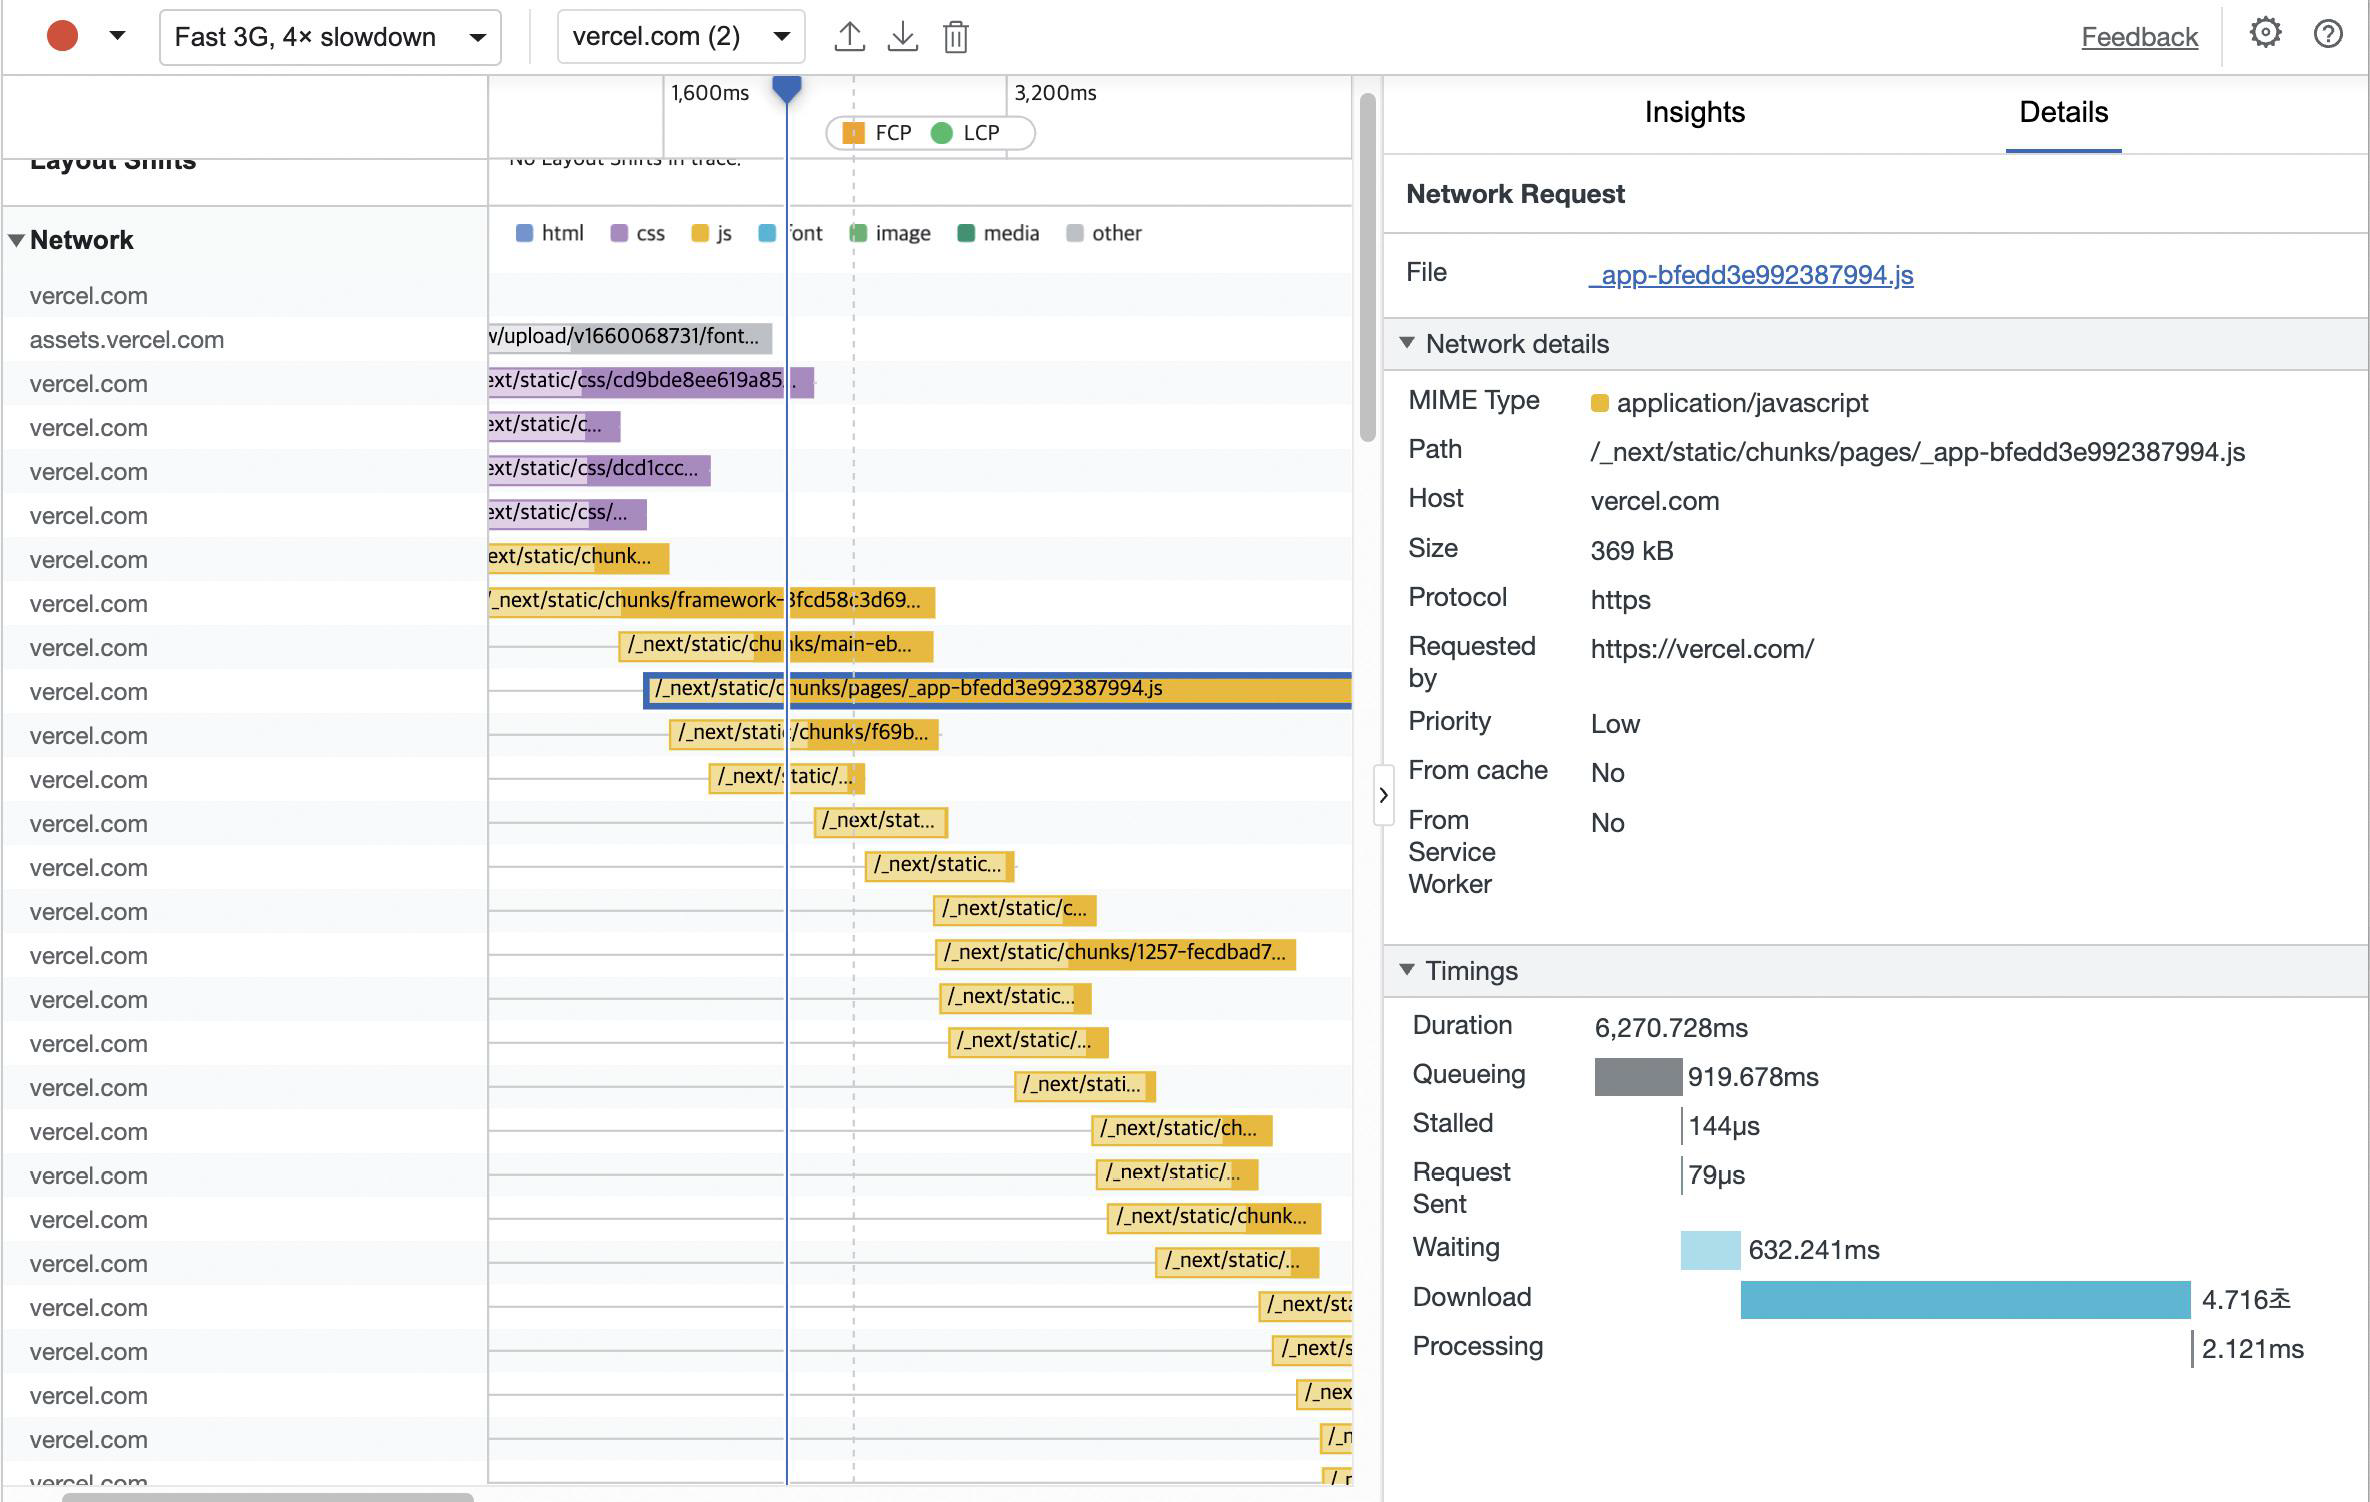 Fast 3G, 4× slowdown
vercel.com (2)
Feedback
1,600ms
3,200ms
FCP
LCP
Layout Shifts
No Layout Shifts in trace.
Network
html
css
js
font
image
media
other
vercel.com
assets.vercel.com
/upload/v1660068731/font...
vercel.com
ext/static/css/cd9bde8ee619a85...
vercel.com
ext/static/c...
vercel.com
ext/static/css/dcd1ccc...
vercel.com
ext/static/css/...
vercel.com
ext/static/chunk...
vercel.com
/_next/static/chunks/framework-3fcd58c3d69...
vercel.com
/_next/static/chunks/main-eb...
vercel.com
/_next/static/chunks/pages/_app-bfedd3e992387994.js
vercel.com
/_next/static/chunks/f69b...
vercel.com
/_next/static/...
vercel.com
/_next/stat...
vercel.com
/_next/static...
vercel.com
/_next/static/c...
vercel.com
/_next/static/chunks/1257-fecdbad7...
vercel.com
/_next/static...
vercel.com
/_next/static/...
vercel.com
/_next/stati...
vercel.com
/_next/static/ch...
vercel.com
/_next/static/...
vercel.com
/_next/static/chunk...
vercel.com
/_next/static/...
vercel.com
/_next/sta
vercel.com
/_next/s
vercel.com
/_nex
vercel.com
/_n
vercel.com
Insights
Details
Network Request
File
_app-bfedd3e992387994.js
Network details
MIME Type
application/javascript
Path
/_next/static/chunks/pages/_app-bfedd3e992387994.js
Host
vercel.com
Size
369 kB
Protocol
https
Requested
by
https://vercel.com/
Priority
Low
From cache
No
From
Service
Worker
No
Timings
Duration
6,270.728ms
Queueing
919.678ms
Stalled
144μs
Request
Sent
79μs
Waiting
632.241ms
Download
4.716초
Processing
2.121ms